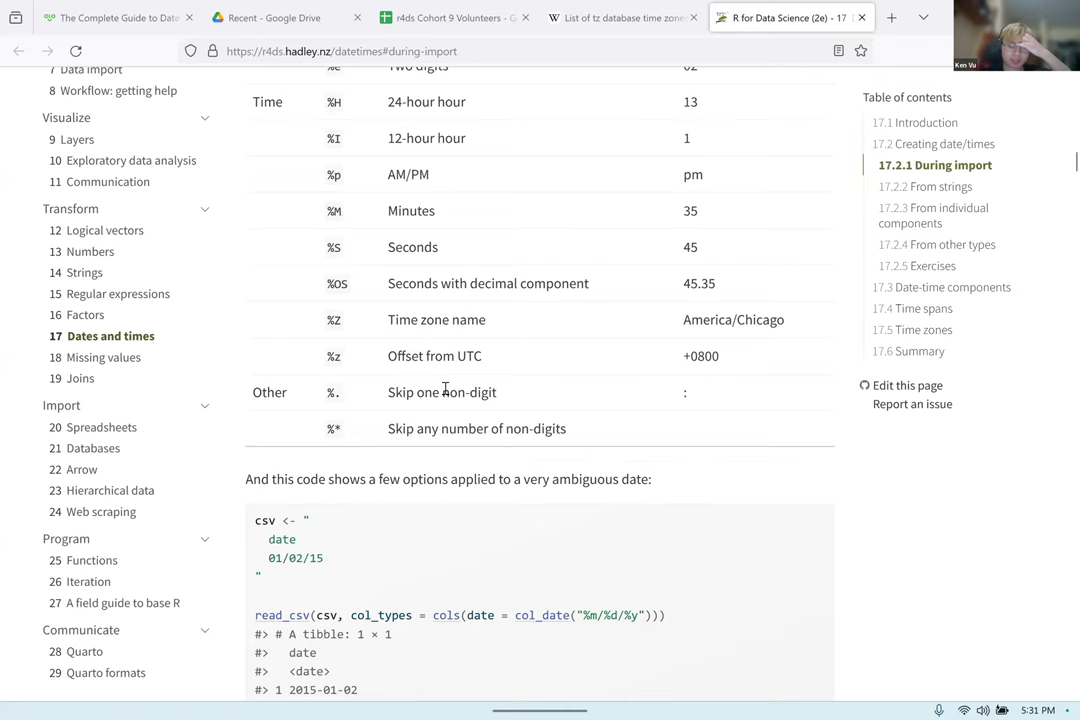 The Complete Guide to Date
Recent - Google Drive
r4ds Cohort 9 Volunteers - G
List of tz database time zone
R for Data Science (2e) - 17
https://r4ds.hadley.nz/datetimes#during-import
Ken Vu
7 Data import
8 Workflow: getting help
Visualize
9 Layers
10 Exploratory data analysis
11 Communication
Transform
12 Logical vectors
13 Numbers
14 Strings
15 Regular expressions
16 Factors
17 Dates and times
18 Missing values
19 Joins
Import
20 Spreadsheets
21 Databases
22 Arrow
23 Hierarchical data
24 Web scraping
Program
25 Functions
26 Iteration
27 A field guide to base R
Communicate
28 Quarto
29 Quarto formats
%e Two digits 02
Time %H 24-hour hour 13
%I 12-hour hour 1
%p AM/PM pm
%M Minutes 35
%S Seconds 45
%OS Seconds with decimal component 45.35
%Z Time zone name America/Chicago
%z Offset from UTC +0800
Other %. Skip one non-digit :
%* Skip any number of non-digits
And this code shows a few options applied to a very ambiguous date:
csv <- "
date
01/02/15
"
read_csv(csv, col_types = cols(date = col_date("%m/%d/%y")))
#> # A tibble: 1 × 1
#> date
#> <date>
#> 1 2015-01-02
Table of contents
17.1 Introduction
17.2 Creating date/times
17.2.1 During import
17.2.2 From strings
17.2.3 From individual
components
17.2.4 From other types
17.2.5 Exercises
17.3 Date-time components
17.4 Time spans
17.5 Time zones
17.6 Summary
Edit this page
Report an issue
5:31 PM